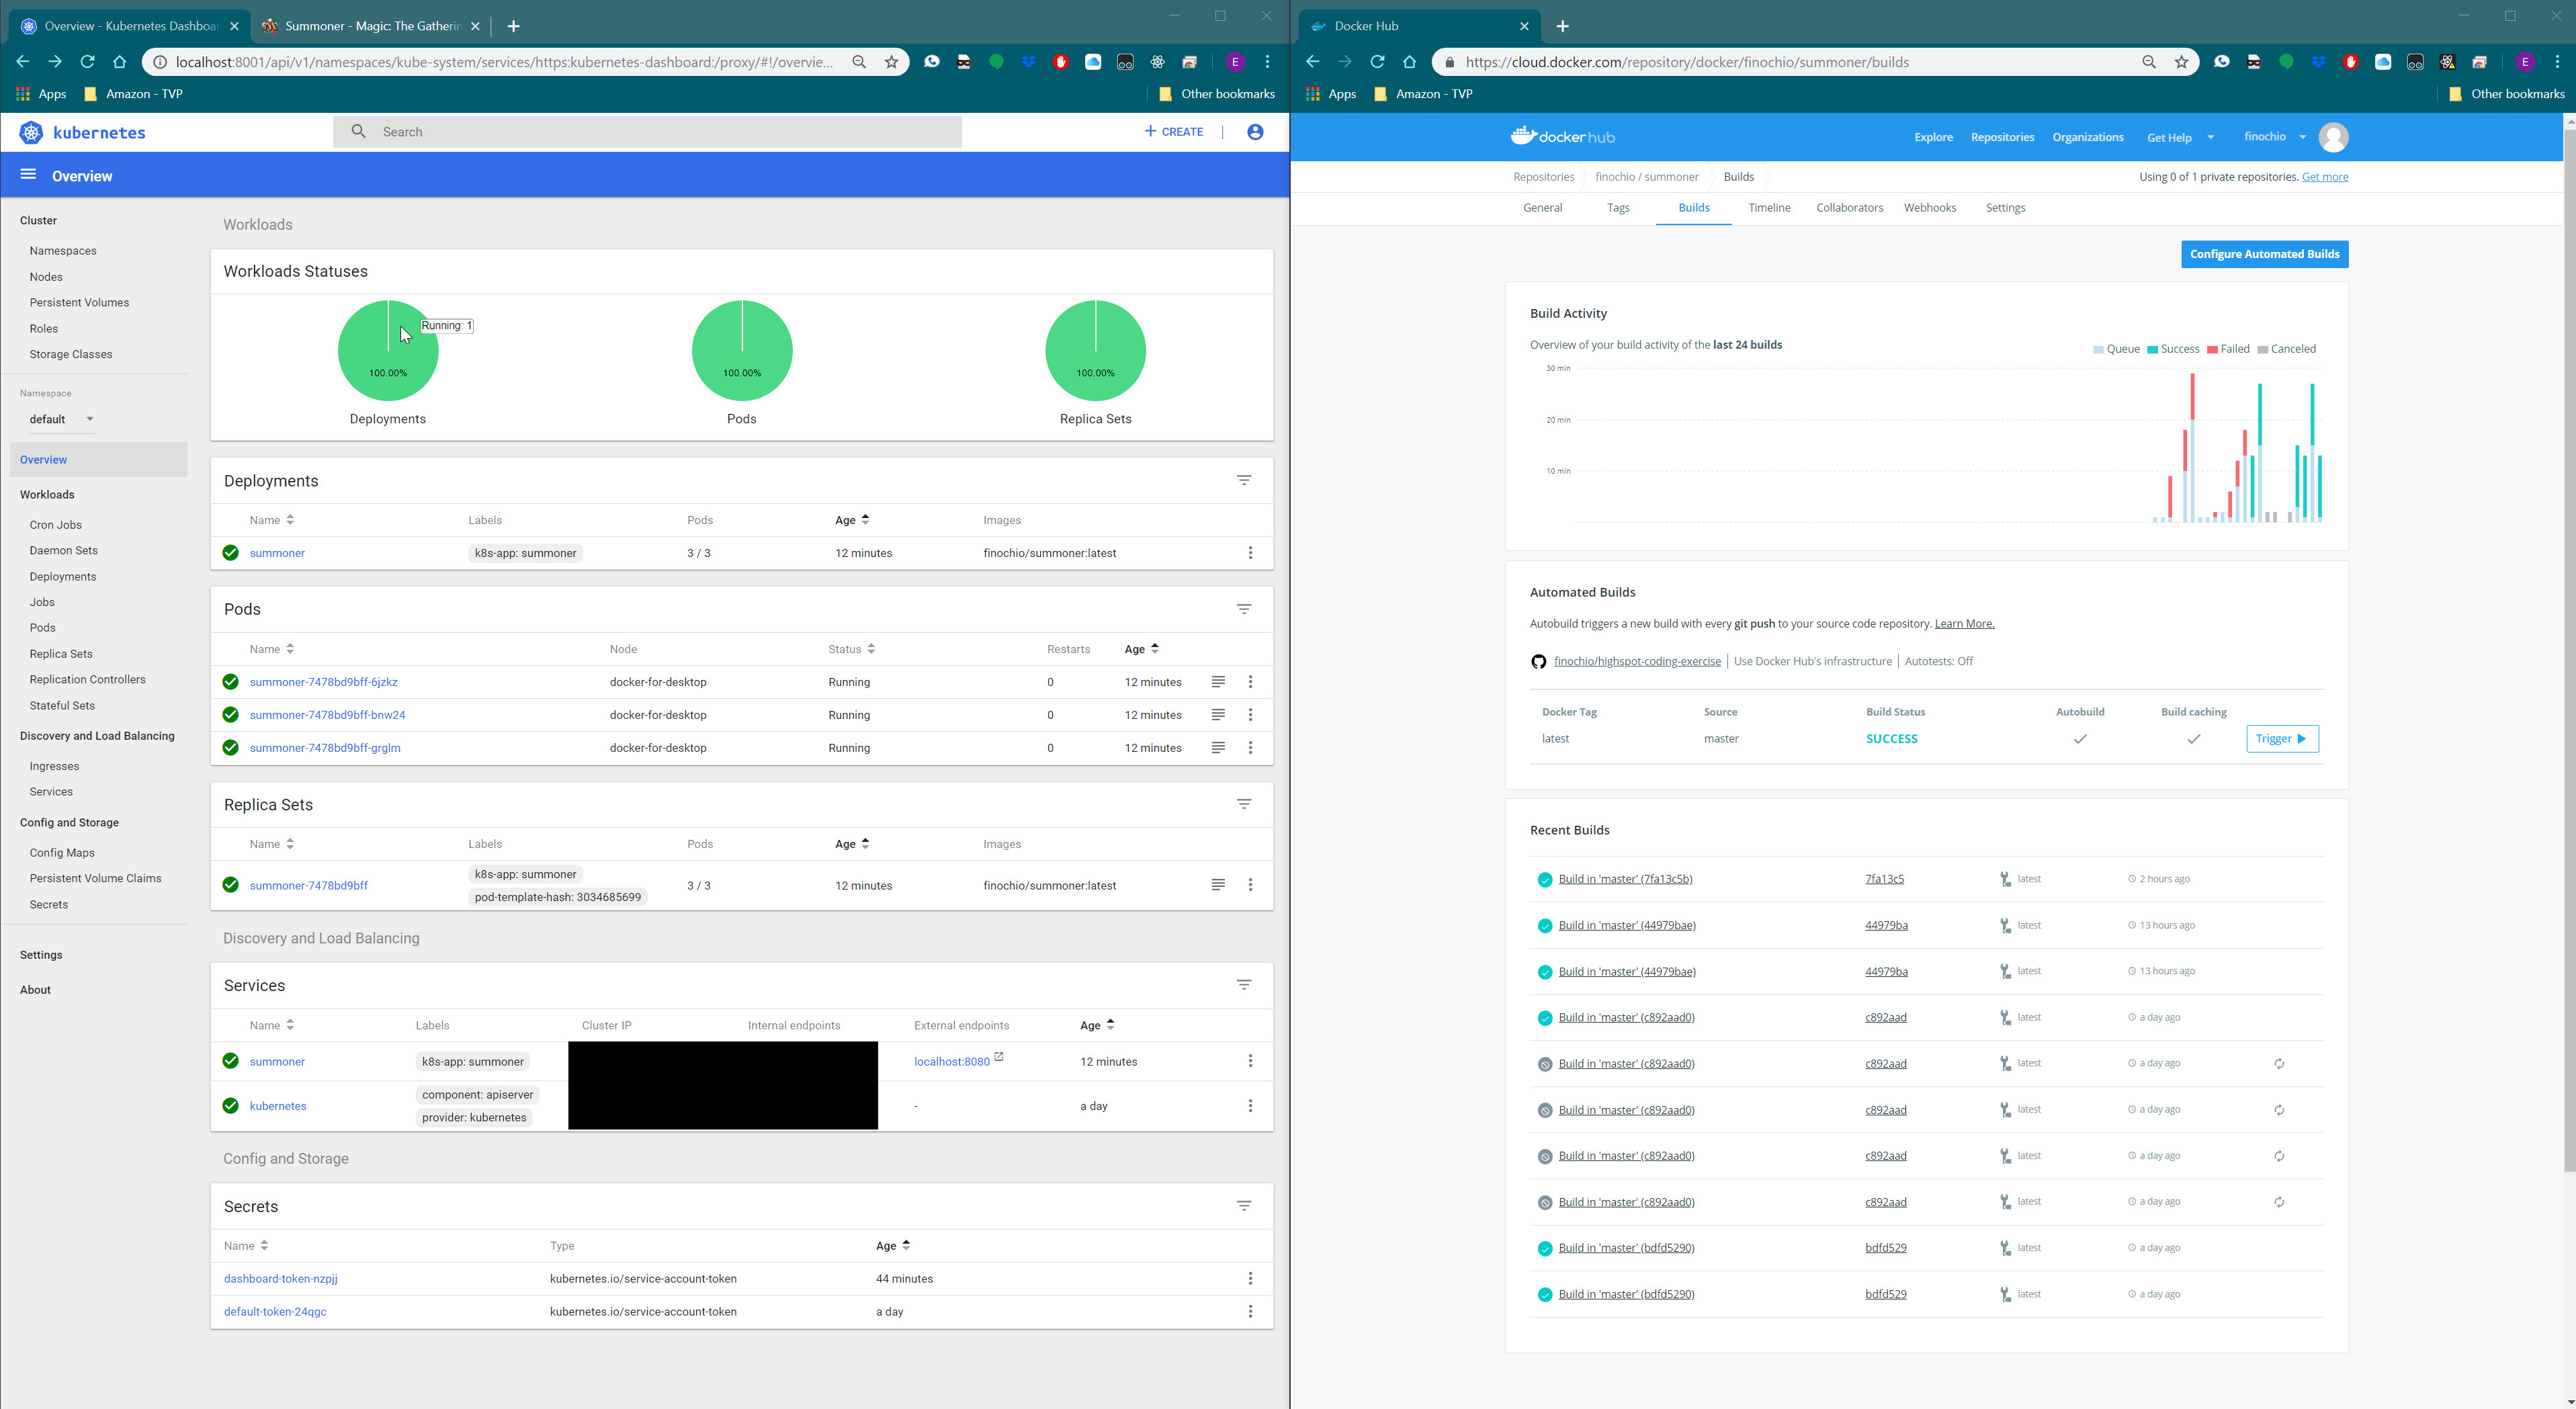 Overview - Kubernetes Dashboar
Summoner - Magic: The Gatherin
localhost:8001/api/v1/namespaces/kube-system/services/https:kubernetes-dashboard:/proxy/#!/overvie...
E
Apps
Amazon - TVP
Other bookmarks
kubernetes
Search
CREATE
Overview
Cluster
Namespaces
Nodes
Persistent Volumes
Roles
Storage Classes
Namespace
default
Overview
Workloads
Cron Jobs
Daemon Sets
Deployments
Jobs
Pods
Replica Sets
Replication Controllers
Stateful Sets
Discovery and Load Balancing
Ingresses
Services
Config and Storage
Config Maps
Persistent Volume Claims
Secrets
Settings
About
Workloads
Workloads Statuses
Running: 1
100.00% 100.00% 100.00%
Deployments Pods Replica Sets
Deployments
Name Labels Pods Age Images
summoner k8s-app: summoner 3 / 3 12 minutes finochio/summoner:latest
Pods
Name Node Status Restarts Age
summoner-7478bd9bff-6jzkz docker-for-desktop Running 0 12 minutes
summoner-7478bd9bff-bnw24 docker-for-desktop Running 0 12 minutes
summoner-7478bd9bff-grglm docker-for-desktop Running 0 12 minutes
Replica Sets
Name Labels Pods Age Images
summoner-7478bd9bff k8s-app: summoner 3 / 3 12 minutes finochio/summoner:latest
pod-template-hash: 3034685699
Discovery and Load Balancing
Services
Name Labels Cluster IP Internal endpoints External endpoints Age
summoner k8s-app: summoner localhost:8080 12 minutes
kubernetes component: apiserver - a day
provider: kubernetes
Config and Storage
Secrets
Name Type Age
dashboard-token-nzpjj kubernetes.io/service-account-token 44 minutes
default-token-24qgc kubernetes.io/service-account-token a day
Docker Hub
https://cloud.docker.com/repository/docker/finochio/summoner/builds
E
Apps
Amazon - TVP
Other bookmarks
dockerhub
Explore Repositories Organizations Get Help finochio
Repositories finochio / summoner Builds
Using 0 of 1 private repositories. Get more
General Tags Builds Timeline Collaborators Webhooks Settings
Configure Automated Builds
Build Activity
Overview of your build activity of the last 24 builds
Queue Success Failed Canceled
30 min
20 min
10 min
Automated Builds
Autobuild triggers a new build with every git push to your source code repository. Learn More.
finochio/highspot-coding-exercise Use Docker Hub's infrastructure Autotests: Off
Docker Tag Source Build Status Autobuild Build caching
latest master SUCCESS Trigger
Recent Builds
Build in 'master' (7fa13c5b) 7fa13c5 latest 2 hours ago
Build in 'master' (44979bae) 44979ba latest 13 hours ago
Build in 'master' (44979bae) 44979ba latest 13 hours ago
Build in 'master' (c892aad0) c892aad latest a day ago
Build in 'master' (c892aad0) c892aad latest a day ago
Build in 'master' (c892aad0) c892aad latest a day ago
Build in 'master' (c892aad0) c892aad latest a day ago
Build in 'master' (c892aad0) c892aad latest a day ago
Build in 'master' (bdfd5290) bdfd529 latest a day ago
Build in 'master' (bdfd5290) bdfd529 latest a day ago